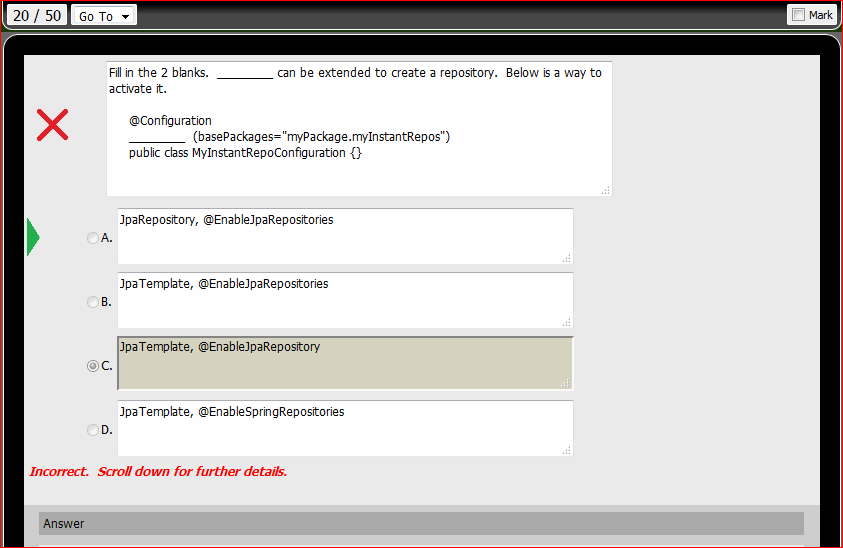 20 / 50 Go To Mark
Fill in the 2 blanks. _________ can be extended to create a repository. Below is a way to
activate it.
@Configuration
_________ (basePackages="myPackage.myInstantRepos")
public class MyInstantRepoConfiguration {}
A. JpaRepository, @EnableJpaRepositories
B. JpaTemplate, @EnableJpaRepositories
C. JpaTemplate, @EnableJpaRepository
D. JpaTemplate, @EnableSpringRepositories
Incorrect. Scroll down for further details.
Answer